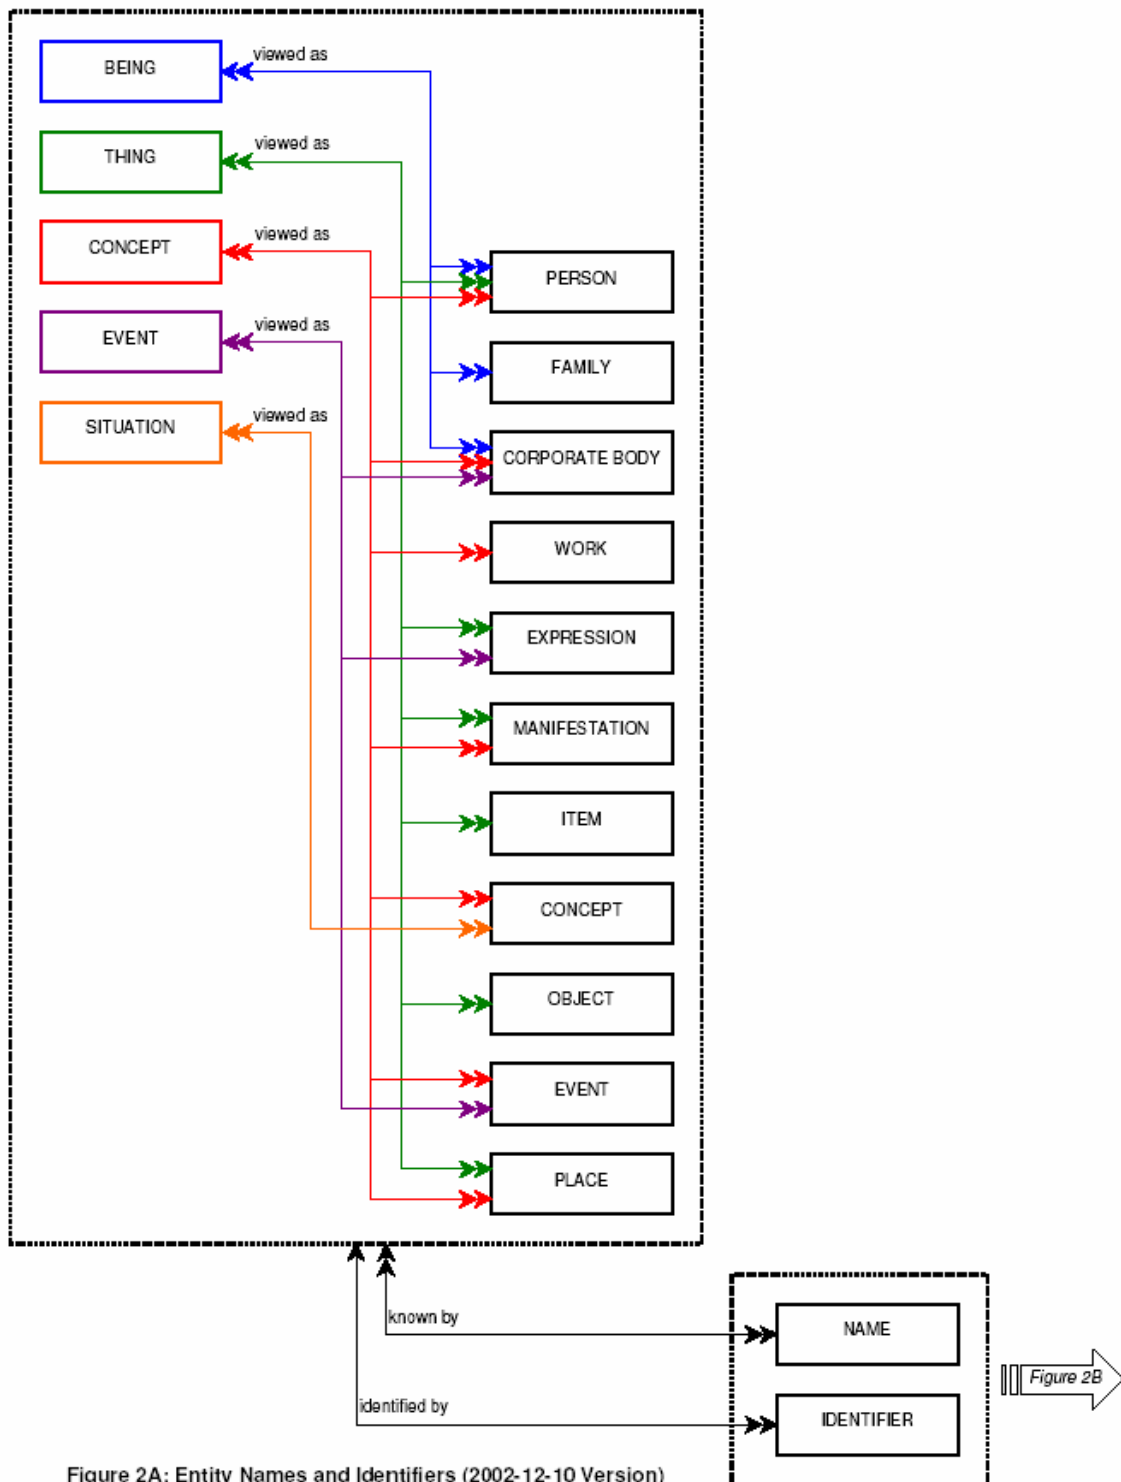 BEING
viewed as
THING
viewed as
CONCEPT
viewed as
EVENT
viewed as
SITUATION
viewed as
PERSON
FAMILY
CORPORATE BODY
WORK
EXPRESSION
MANIFESTATION
ITEM
CONCEPT
OBJECT
EVENT
PLACE
known by
NAME
identified by
IDENTIFIER
Figure 2B
Figure 2A: Entity Names and Identifiers (2002-12-10 Version)